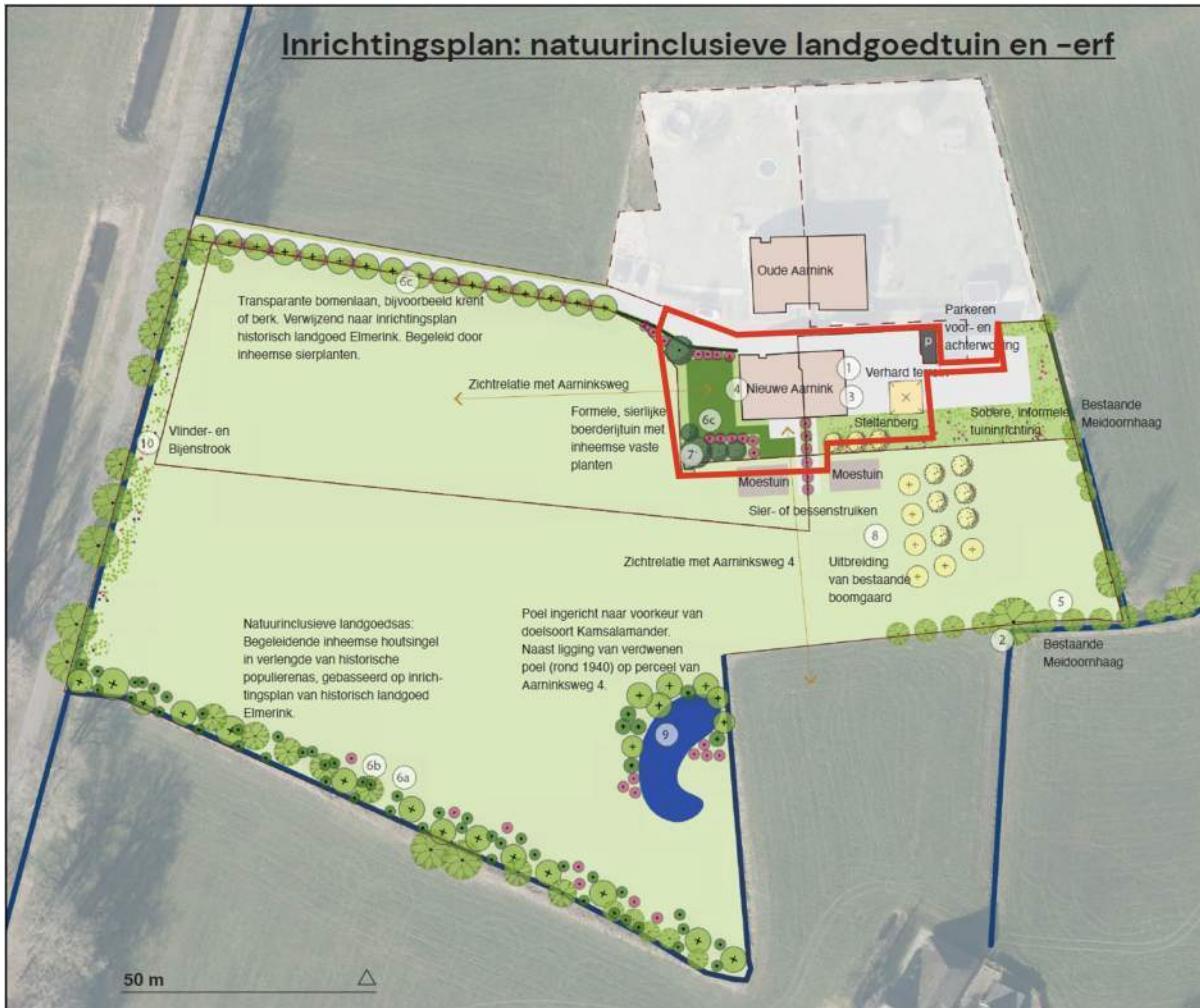 Inrichtingsplan: natuurinclusieve landgoedtuin en -erf
Oude Aarnink
6c
Transparante bomenlaan, bijvoorbeeld krent
of berk. Verwijzend naar inrichtingsplan
historisch landgoed Elmerink. Begeleid door
inheemse sierplanten.
Parkeren
voor- en
achterwoning
P
Zichtrelatie met Aarninksweg
4
Nieuwe Aarnink
1
Verhard
3
Steltenberg
Formele, sierlijke
boerderijtuin met
inheemse vaste
planten
6c
7
Sobere, informele
tuininrichting
Bestaande
Meidoornhaag
10
Vlinder- en
Bijenstrook
Moestuin
Moestuin
Sier- of bessenstruiken
8
Zichtrelatie met Aarninksweg 4
Uitbreiding
van bestaande
boomgaard
5
2
Bestaande
Meidoornhaag
Natuurinclusieve landgoedsas:
Begeleidende inheemse houtsingel
in verlengde van historische
populierenas, gebasseerd op inrich-
tingsplan van historisch landgoed
Elmerink.
Poel ingericht naar voorkeur van
doelsoort Kamsalamander.
Naast ligging van verdwenen
poel (rond 1940) op perceel van
Aarninksweg 4.
9
6b
6a
50 m